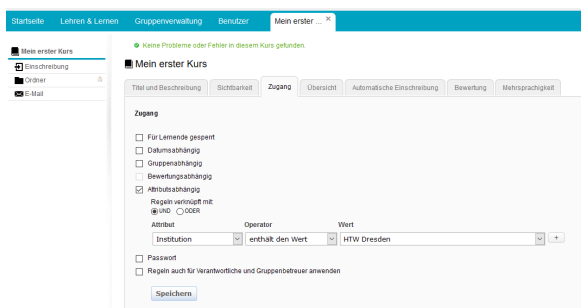 Startseite Lehren & Lernen Gruppenverwaltung Benutzer Mein erster ... ×
Mein erster Kurs
Einschreibung
Ordner
E-Mail
Keine Probleme oder Fehler in diesem Kurs gefunden.
Mein erster Kurs
Titel und Beschreibung Sichtbarkeit Zugang Übersicht Automatische Einschreibung Bewertung Mehrsprachigkeit
Zugang
Für Lernende gesperrt
Datumsabhängig
Gruppenabhängig
Bewertungsabhängig
Attributsabhängig
Regeln verknüpft mit:
UND ODER
Attribut Operator Wert
Institution enthält den Wert HTW Dresden +
Passwort
Regeln auch für Verantwortliche und Gruppenbetreuer anwenden
Speichern